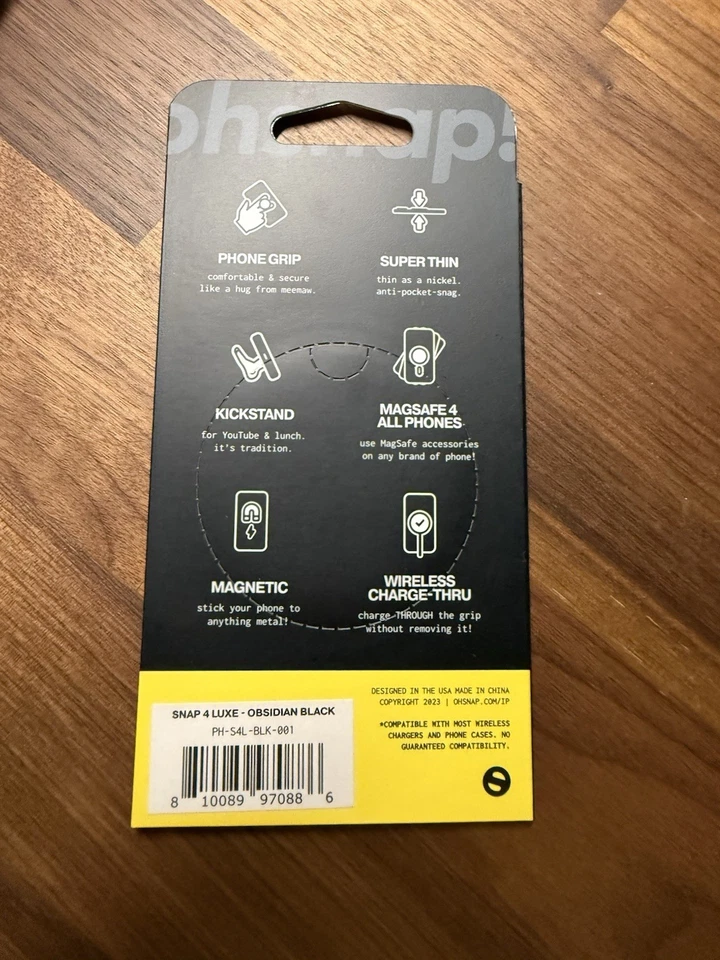 ohsnap!
PHONE GRIP
comfortable & secure
like a hug from meemaw.
SUPER THIN
thin as a nickel.
anti-pocket-snag.
KICKSTAND
for YouTube & lunch.
it's tradition.
MAGSAFE 4
ALL PHONES
use MagSafe accessories
on any brand of phone!
MAGNETIC
stick your phone to
anything metal!
WIRELESS
CHARGE-THRU
charge THROUGH the grip
without removing it!
SNAP 4 LUXE - OBSIDIAN BLACK
PH-S4L-BLK-001
8 10089 97088 6
DESIGNED IN THE USA MADE IN CHINA
COPYRIGHT 2023 | OHSNAP.COM/IP
*COMPATIBLE WITH MOST WIRELESS
CHARGERS AND PHONE CASES. NO
GUARANTEED COMPATIBILITY.